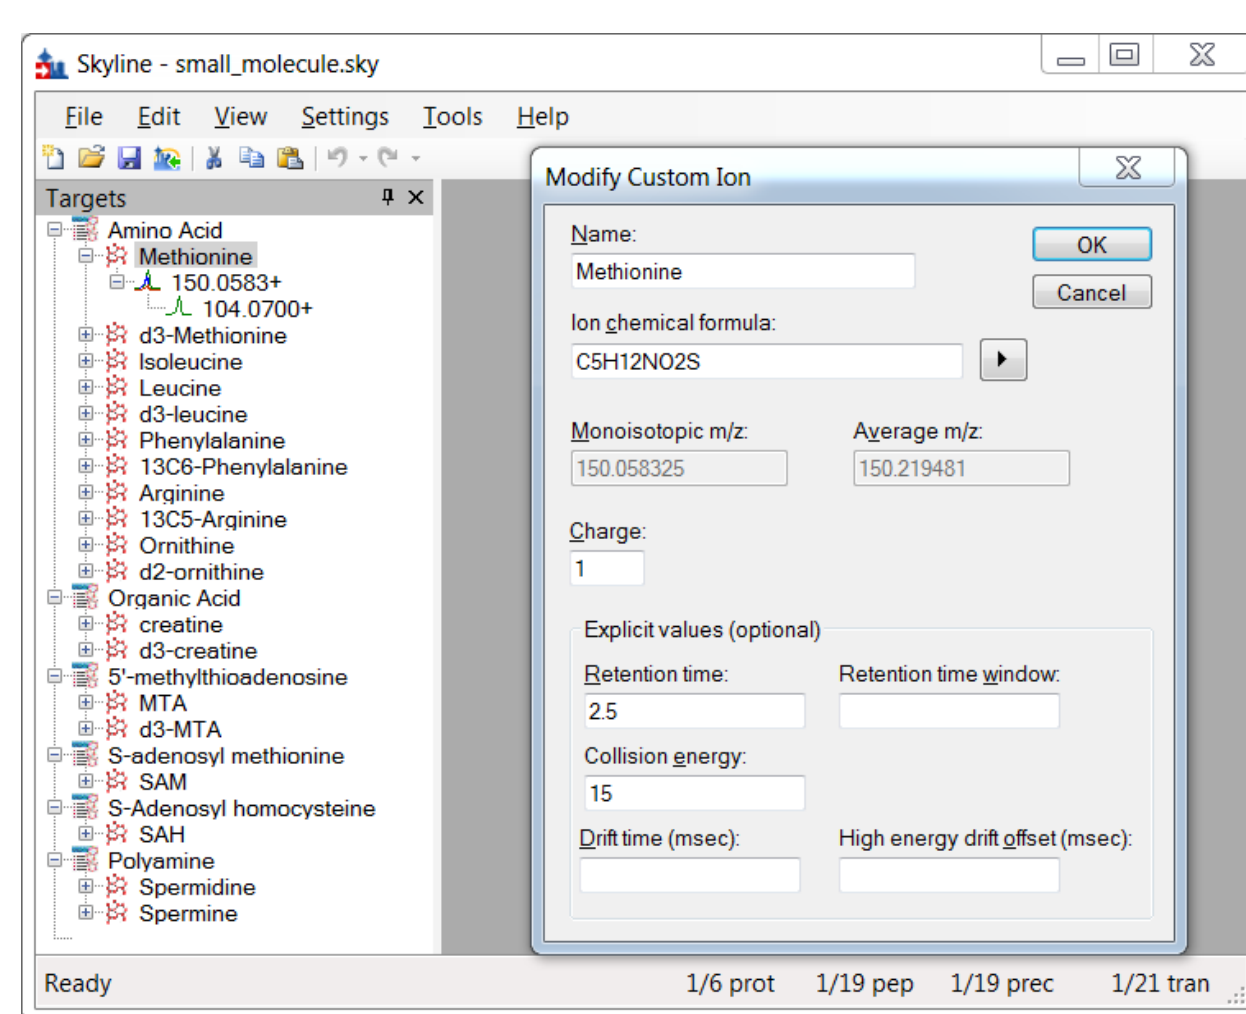 Skyline - small_molecule.sky
File Edit View Settings Tools Help
Targets
Amino Acid
Methionine
150.0583+
104.0700+
d3-Methionine
Isoleucine
Leucine
d3-leucine
Phenylalanine
13C6-Phenylalanine
Arginine
13C5-Arginine
Ornithine
d2-ornithine
Organic Acid
creatine
d3-creatine
5'-methylthioadenosine
MTA
d3-MTA
S-adenosyl methionine
SAM
S-Adenosyl homocysteine
SAH
Polyamine
Spermidine
Spermine
Modify Custom Ion
Name:
Methionine
OK
Cancel
Ion chemical formula:
C5H12NO2S
Monoisotopic m/z: Average m/z:
150.058325 150.219481
Charge:
1
Explicit values (optional)
Retention time: Retention time window:
2.5
Collision energy:
15
Drift time (msec): High energy drift offset (msec):
Ready 1/6 prot 1/19 pep 1/19 prec 1/21 tran